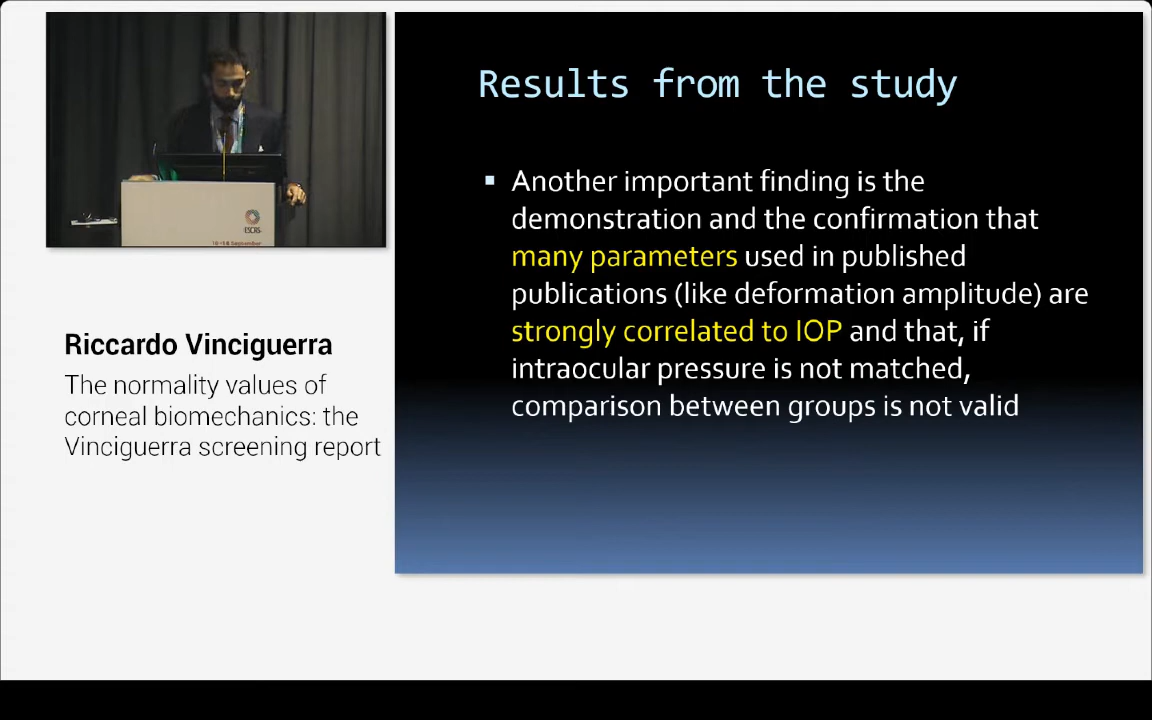 Results from the study
▪ Another important finding is the
demonstration and the confirmation that
many parameters used in published
publications (like deformation amplitude) are
strongly correlated to IOP and that, if
intraocular pressure is not matched,
comparison between groups is not valid
ESCRS
Riccardo Vinciguerra
The normality values of
corneal biomechanics: the
Vinciguerra screening report